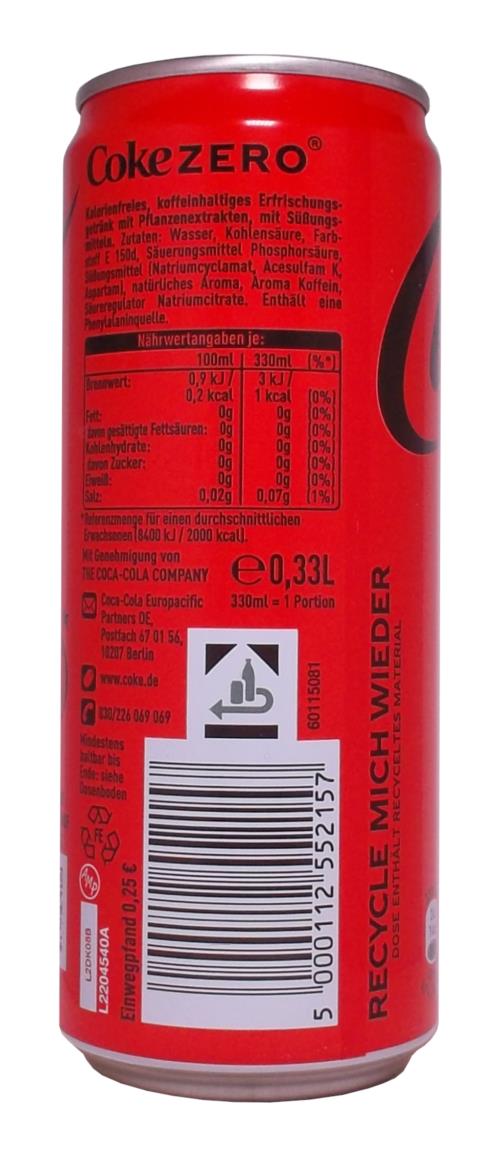 Coke ZERO®
Kalorienfreies, koffeinhaltiges Erfrischungs-
getränk mit Pflanzenextrakten, mit Süßungs-
mitteln. Zutaten: Wasser, Kohlensäure, Farb-
stoff E 150d, Säuerungsmittel Phosphorsäure,
Süßungsmittel (Natriumcyclamat, Acesulfam K,
Aspartam), natürliches Aroma, Aroma Koffein,
Säureregulator Natriumcitrate. Enthält eine
Phenylalaninquelle.
Nährwertangaben je:
100ml 330ml (%*)
Brennwert: 0,9 kJ / 3 kJ /
0,2 kcal 1 kcal (0%)
Fett: 0g 0g (0%)
davon gesättigte Fettsäuren: 0g 0g (0%)
Kohlenhydrate: 0g 0g (0%)
davon Zucker: 0g 0g (0%)
Eiweiß: 0g 0g (0%)
Salz: 0,02g 0,07g (1%)
*Referenzmenge für einen durchschnittlichen
Erwachsenen (8400 kJ / 2000 kcal).
Mit Genehmigung von
THE COCA-COLA COMPANY
℮ 0,33L
330ml = 1 Portion
Coca-Cola Europacific
Partners DE,
Postfach 67 01 56,
10207 Berlin
www.coke.de
030/226 069 069
Mindestens
haltbar bis
Ende: siehe
Dosenboden
FE
AMP
L2DK08B
L2204540A
Einwegpfand 0,25 €
60115081
5 000112 552157
RECYCLE MICH WIEDER
DOSE ENTHÄLT RECYCELTES MATERIAL